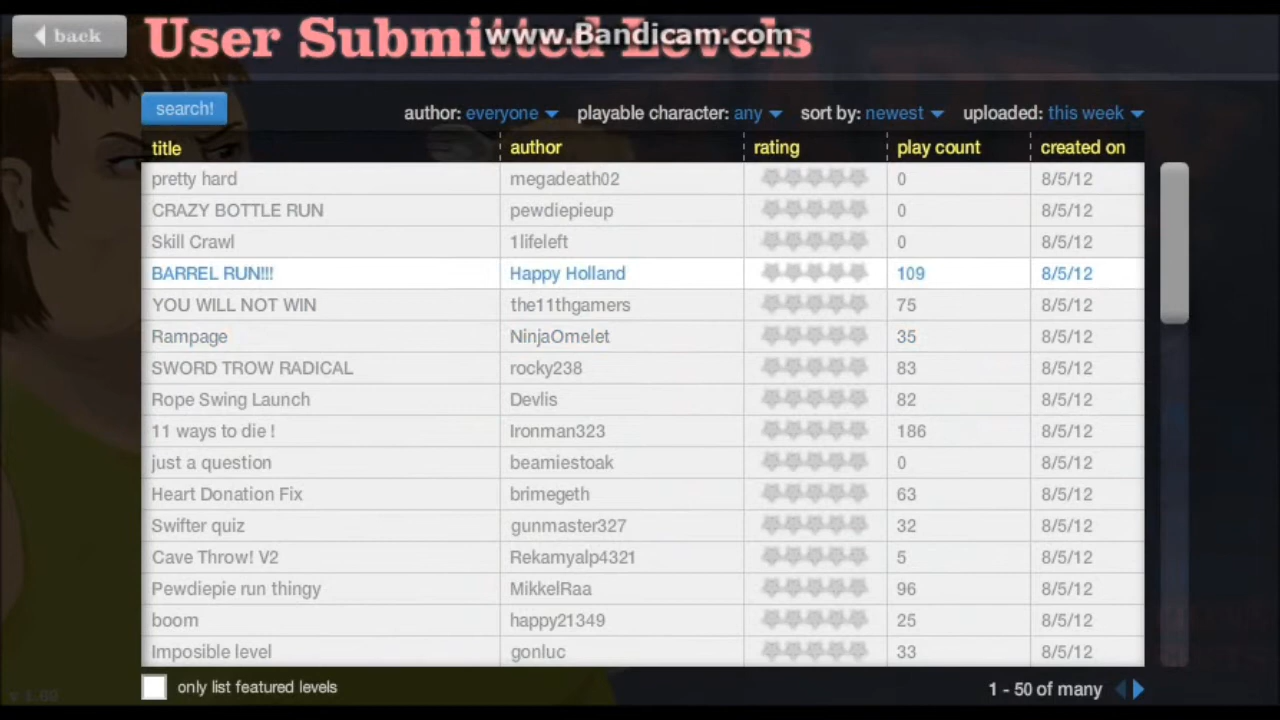 back
User Submitted Levels
www.Bandicam.com
search!
author: everyone playable character: any sort by: newest uploaded: this week
title author rating play count created on
pretty hard megadeath02 0 8/5/12
CRAZY BOTTLE RUN pewdiepieup 0 8/5/12
Skill Crawl 1lifeleft 0 8/5/12
BARREL RUN!!! Happy Holland 109 8/5/12
YOU WILL NOT WIN the11thgamers 75 8/5/12
Rampage NinjaOmelet 35 8/5/12
SWORD TROW RADICAL rocky238 83 8/5/12
Rope Swing Launch Devlis 82 8/5/12
11 ways to die ! Ironman323 186 8/5/12
just a question beamiestoak 0 8/5/12
Heart Donation Fix brimegeth 63 8/5/12
Swifter quiz gunmaster327 32 8/5/12
Cave Throw! V2 Rekamyalp4321 5 8/5/12
Pewdiepie run thingy MikkelRaa 96 8/5/12
boom happy21349 25 8/5/12
Imposible level gonluc 33 8/5/12
only list featured levels 1 - 50 of many